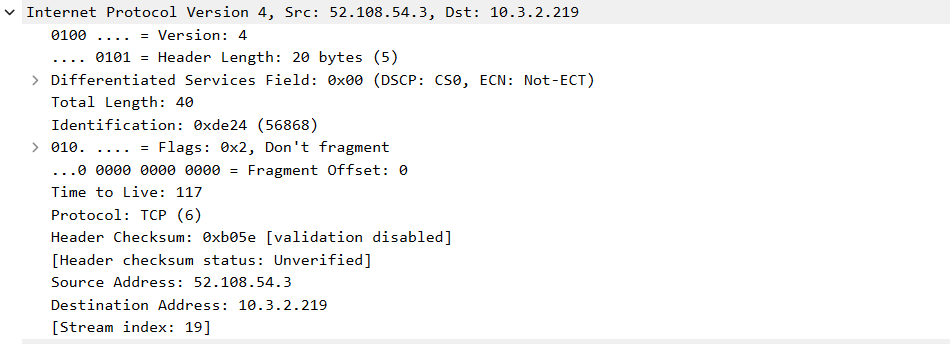 Internet Protocol Version 4, Src: 52.108.54.3, Dst: 10.3.2.219
0100 .... = Version: 4
.... 0101 = Header Length: 20 bytes (5)
Differentiated Services Field: 0x00 (DSCP: CS0, ECN: Not-ECT)
Total Length: 40
Identification: 0xde24 (56868)
010. .... = Flags: 0x2, Don't fragment
...0 0000 0000 0000 = Fragment Offset: 0
Time to Live: 117
Protocol: TCP (6)
Header Checksum: 0xb05e [validation disabled]
[Header checksum status: Unverified]
Source Address: 52.108.54.3
Destination Address: 10.3.2.219
[Stream index: 19]